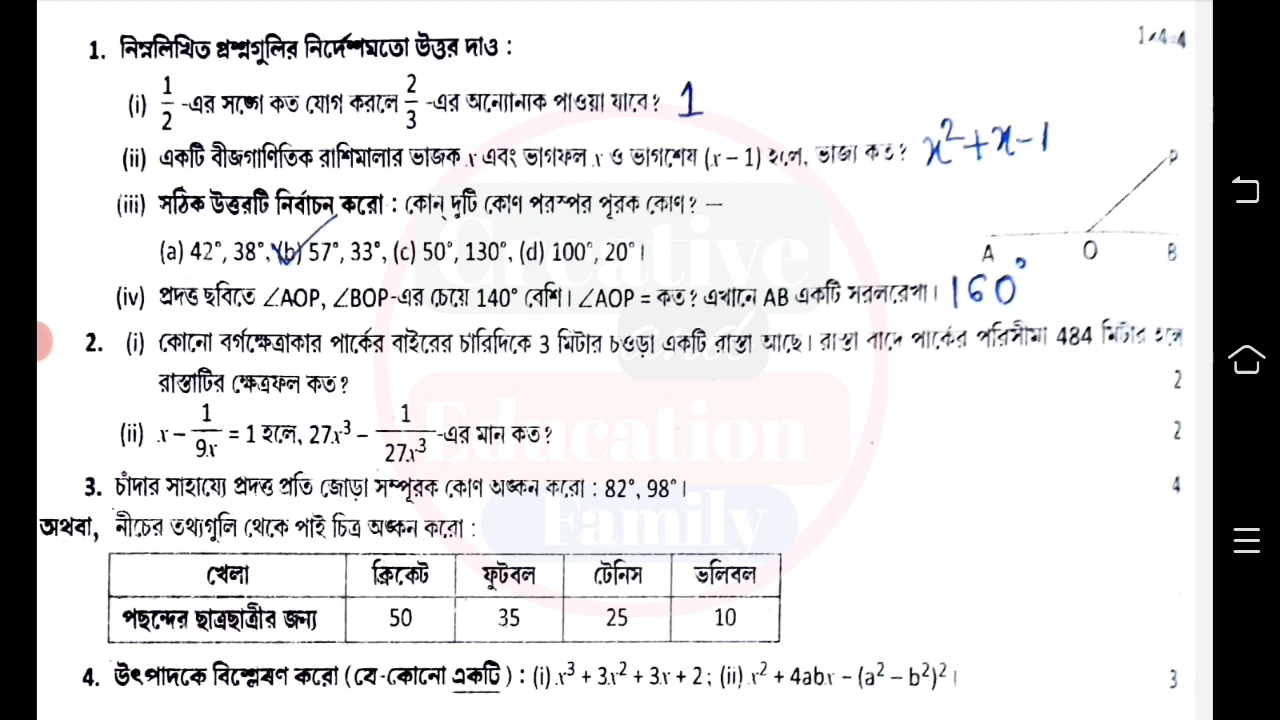 1. নিম্নলিখিত প্রশ্নগুলির নির্দেশমতো উত্তর দাও : 1×4=4
(i) 1/2 -এর সঙ্গে কত যোগ করলে 2/3 -এর অন্যোন্যক পাওয়া যাবে? 1
(ii) একটি বীজগাণিতিক রাশিমালার ভাজক x এবং ভাগফল x ও ভাগশেষ (x – 1) হলে, ভাজ্য কত? x² + x – 1
(iii) সঠিক উত্তরটি নির্বাচন করো : কোন্ দুটি কোণ পরস্পর পূরক কোণ? —
(a) 42°, 38°, (b) 57°, 33°, (c) 50°, 130°, (d) 100°, 20°।
P
A O B
(iv) প্রদত্ত ছবিতে ∠AOP, ∠BOP-এর চেয়ে 140° বেশি। ∠AOP = কত? এখানে AB একটি সরলরেখা। 160°
2. (i) কোনো বর্গক্ষেত্রাকার পার্কের বাইরের চারিদিকে 3 মিটার চওড়া একটি রাস্তা আছে। রাস্তা বাদে পার্কের পরিসীমা 484 মিটার হলে
রাস্তাটির ক্ষেত্রফল কত? 2
(ii) x – 1/9x = 1 হলে, 27x³ – 1/27x³ -এর মান কত? 2
3. চাঁদার সাহায্যে প্রদত্ত প্রতি জোড়া সম্পূরক কোণ অঙ্কন করো : 82°, 98°। 4
অথবা, নীচের তথ্যগুলি থেকে পাই চিত্র অঙ্কন করো :
খেলা ক্রিকেট ফুটবল টেনিস ভলিবল
পছন্দের ছাত্রছাত্রীর জন্য 50 35 25 10
4. উৎপাদকে বিশ্লেষণ করো (যে-কোনো একটি) : (i) x³ + 3x² + 3x + 2; (ii) x² + 4abx – (a² – b²)²। 3
Creative
and
Education
Family